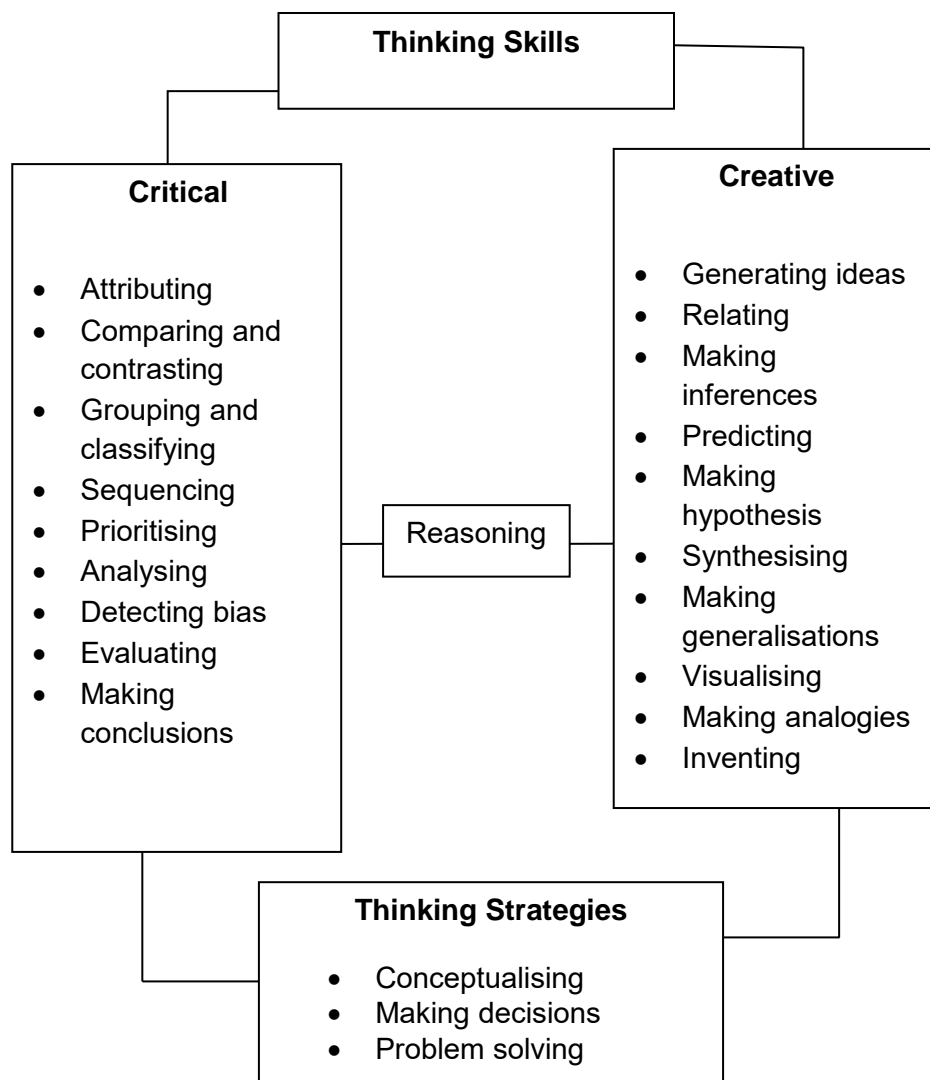 Thinking Skills
Critical
• Attributing
• Comparing and
contrasting
• Grouping and
classifying
• Sequencing
• Prioritising
• Analysing
• Detecting bias
• Evaluating
• Making
conclusions
Reasoning
Creative
• Generating ideas
• Relating
• Making
inferences
• Predicting
• Making
hypothesis
• Synthesising
• Making
generalisations
• Visualising
• Making analogies
• Inventing
Thinking Strategies
• Conceptualising
• Making decisions
• Problem solving